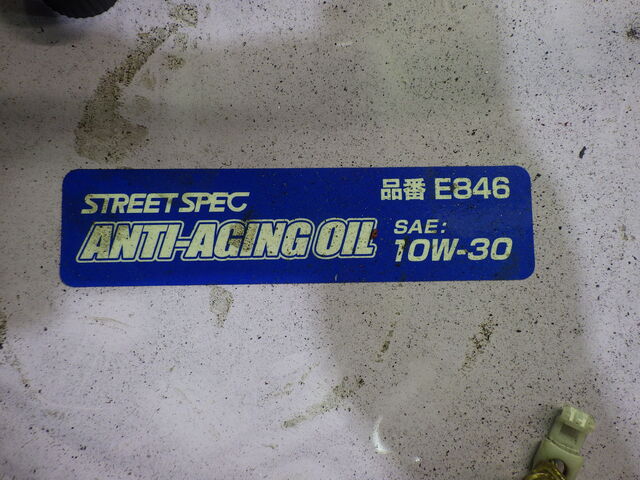 STREET SPEC
ANTI-AGING OIL
品番 E846
SAE:
10W-30